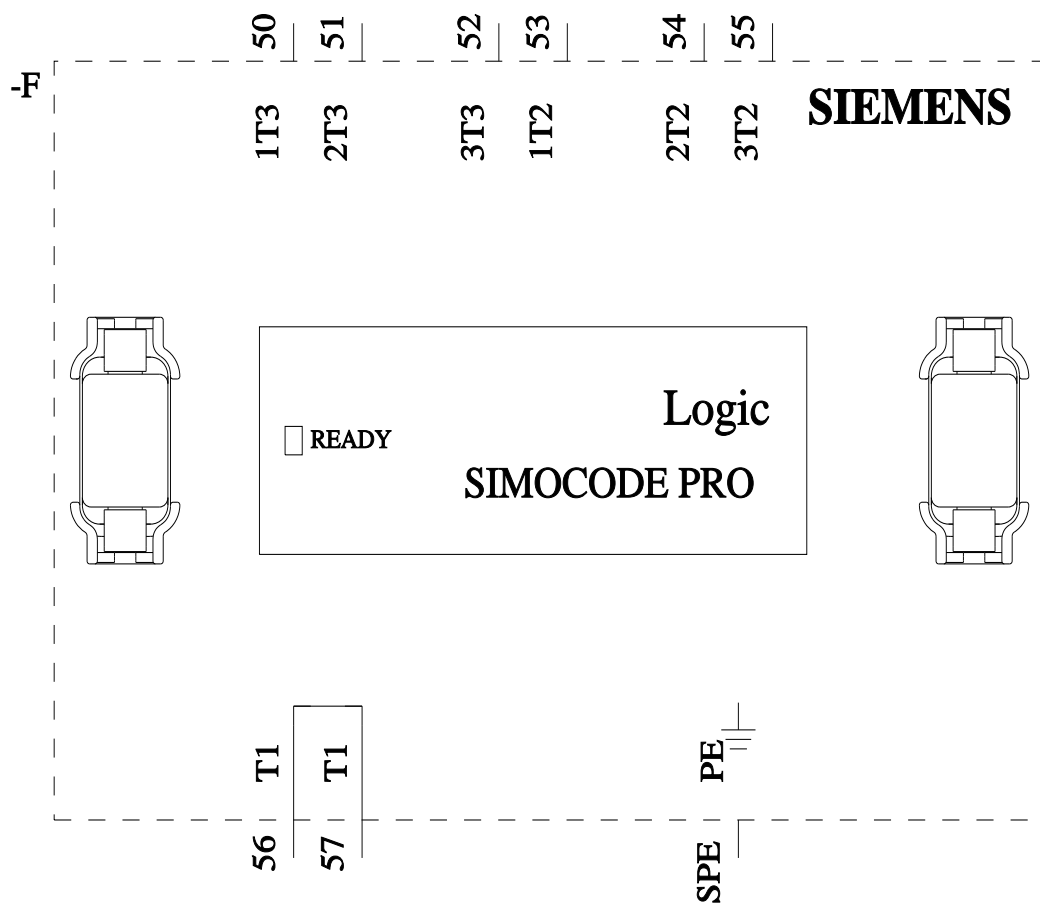 50 51 52 53 54 55
-F
SIEMENS
1T3 2T3 3T3 1T2 2T2 3T2
Logic
READY
SIMOCODE PRO
T1 T1 PE
56 57 SPE